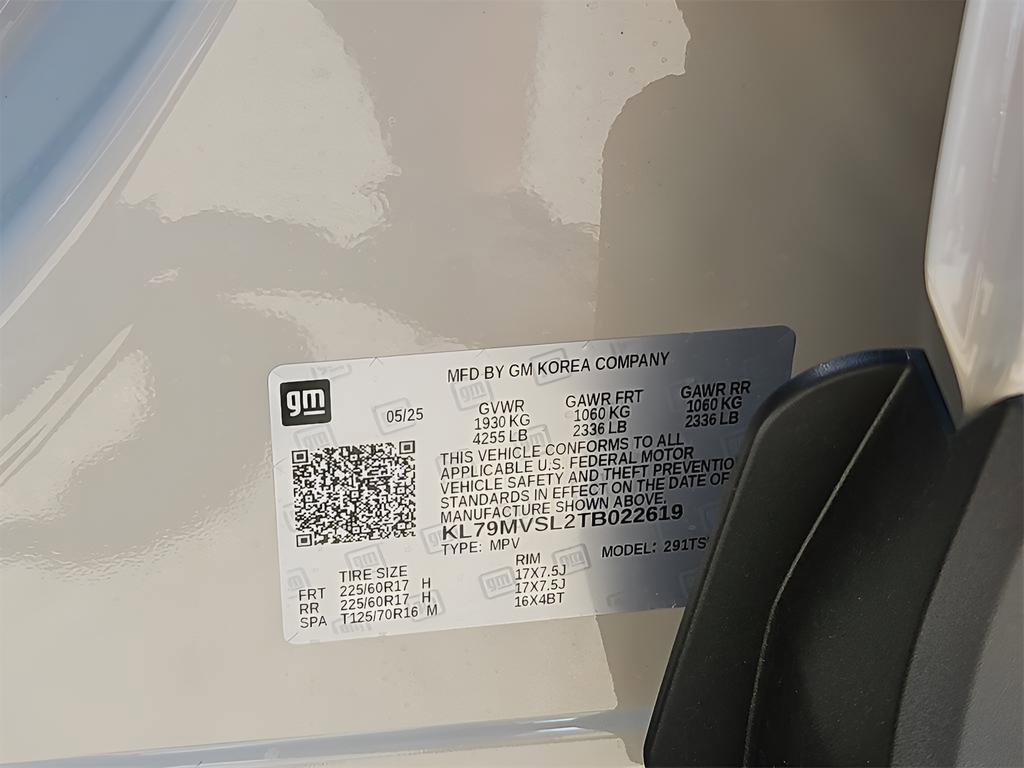 MFD BY GM KOREA COMPANY
gm
05/25
GVWR
1930 KG
4255 LB
GAWR FRT
1060 KG
2336 LB
GAWR RR
1060 KG
2336 LB
THIS VEHICLE CONFORMS TO ALL
APPLICABLE U.S. FEDERAL MOTOR
VEHICLE SAFETY AND THEFT
STANDARDS IN EFFECT ON THE DATE OF
MANUFACTURE SHOWN ABOVE.
KL79MVSL2TB022619
TYPE: MPV
MODEL:
TIRE SIZE
RIM
FRT 225/60R17 H 17X7.5J
RR 225/60R17 H 17X7.5J
SPA T125/70R16 M 16X4BT